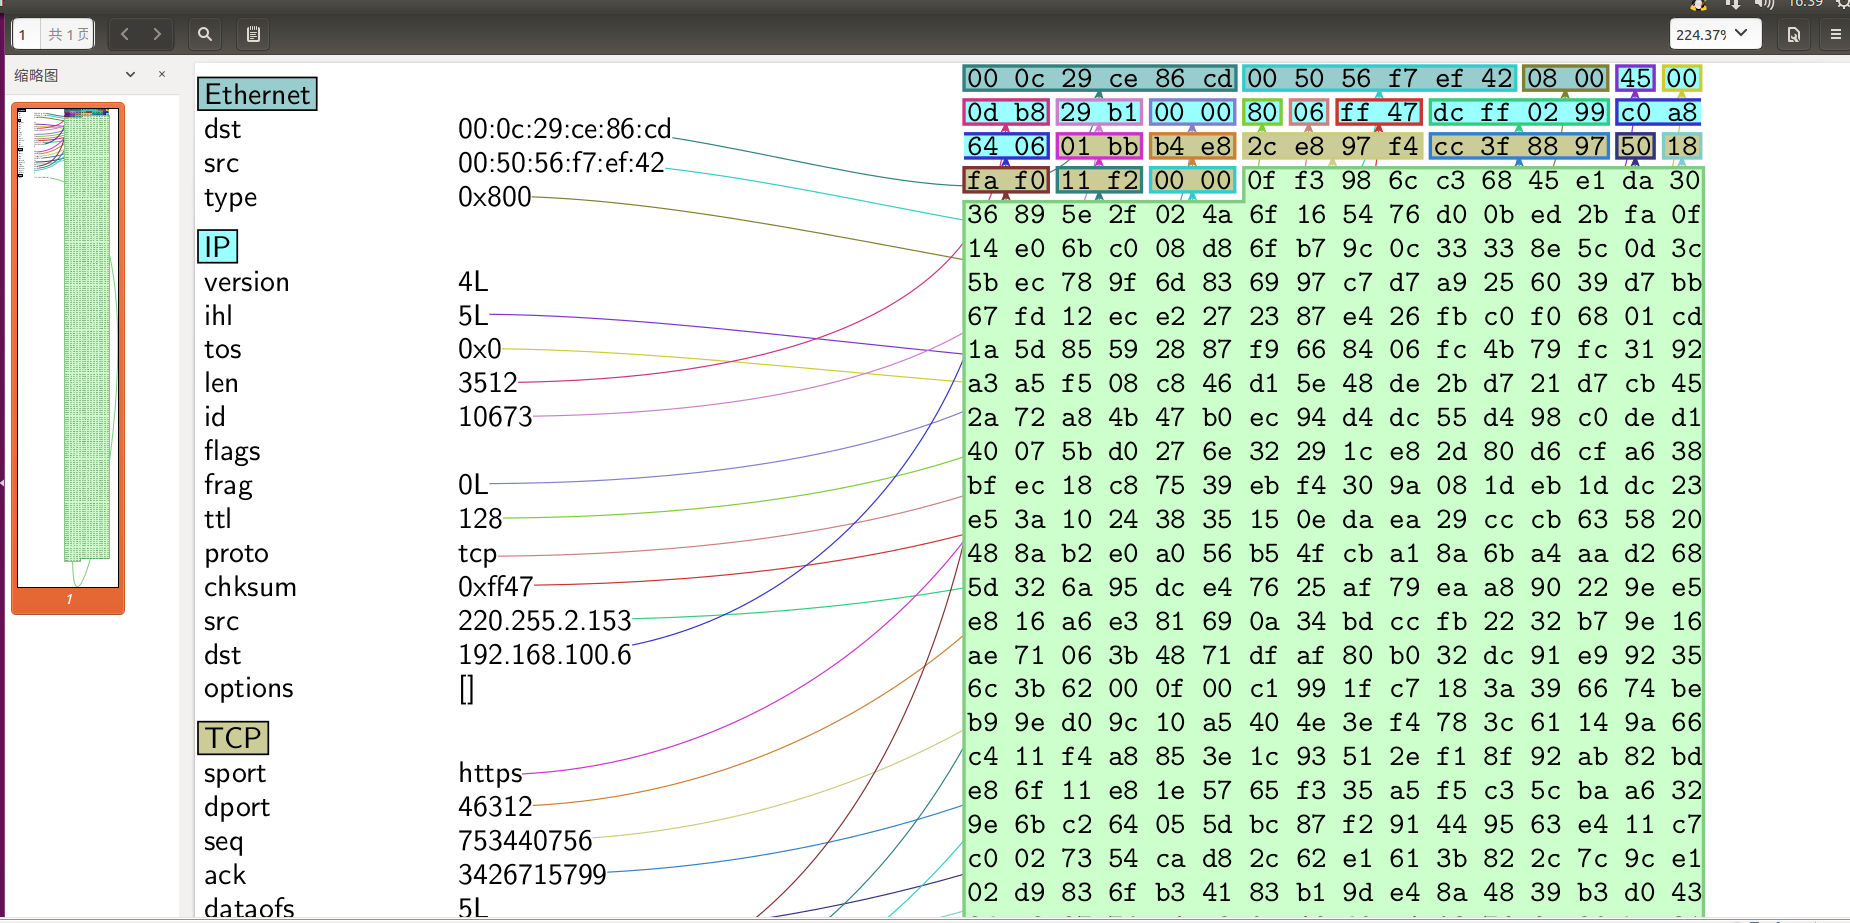 16:39
1 共 1 页
224.37%
缩略图
1
Ethernet
dst 00:0c:29:ce:86:cd
src 00:50:56:f7:ef:42
type 0x800
IP
version 4L
ihl 5L
tos 0x0
len 3512
id 10673
flags
frag 0L
ttl 128
proto tcp
chksum 0xff47
src 220.255.2.153
dst 192.168.100.6
options []
TCP
sport https
dport 46312
seq 753440756
ack 3426715799
dataofs 5L
00 0c 29 ce 86 cd 00 50 56 f7 ef 42 08 00 45 00
0d b8 29 b1 00 00 80 06 ff 47 dc ff 02 99 c0 a8
64 06 01 bb b4 e8 2c e8 97 f4 cc 3f 88 97 50 18
fa f0 11 f2 00 00 0f f3 98 6c c3 68 45 e1 da 30
36 89 5e 2f 02 4a 6f 16 54 76 d0 0b ed 2b fa 0f
14 e0 6b c0 08 d8 6f b7 9c 0c 33 33 8e 5c 0d 3c
5b ec 78 9f 6d 83 69 97 c7 d7 a9 25 60 39 d7 bb
67 fd 12 ec e2 27 23 87 e4 26 fb c0 f0 68 01 cd
1a 5d 85 59 28 87 f9 66 84 06 fc 4b 79 fc 31 92
a3 a5 f5 08 c8 46 d1 5e 48 de 2b d7 21 d7 cb 45
2a 72 a8 4b 47 b0 ec 94 d4 dc 55 d4 98 c0 de d1
40 07 5b d0 27 6e 32 29 1c e8 2d 80 d6 cf a6 38
bf ec 18 c8 75 39 eb f4 30 9a 08 1d eb 1d dc 23
e5 3a 10 24 38 35 15 0e da ea 29 cc cb 63 58 20
48 8a b2 e0 a0 56 b5 4f cb a1 8a 6b a4 aa d2 68
5d 32 6a 95 dc e4 76 25 af 79 ea a8 90 22 9e e5
e8 16 a6 e3 81 69 0a 34 bd cc fb 22 32 b7 9e 16
ae 71 06 3b 48 71 df af 80 b0 32 dc 91 e9 92 35
6c 3b 62 00 0f 00 c1 99 1f c7 18 3a 39 66 74 be
b9 9e d0 9c 10 a5 40 4e 3e f4 78 3c 61 14 9a 66
c4 11 f4 a8 85 3e 1c 93 51 2e f1 8f 92 ab 82 bd
e8 6f 11 e8 1e 57 65 f3 35 a5 f5 c3 5c ba a6 32
9e 6b c2 64 05 5d bc 87 f2 91 44 95 63 e4 11 c7
c0 02 73 54 ca d8 2c 62 e1 61 3b 82 2c 7c 9c e1
02 d9 83 6f b3 41 83 b1 9d e4 8a 48 39 b3 d0 43